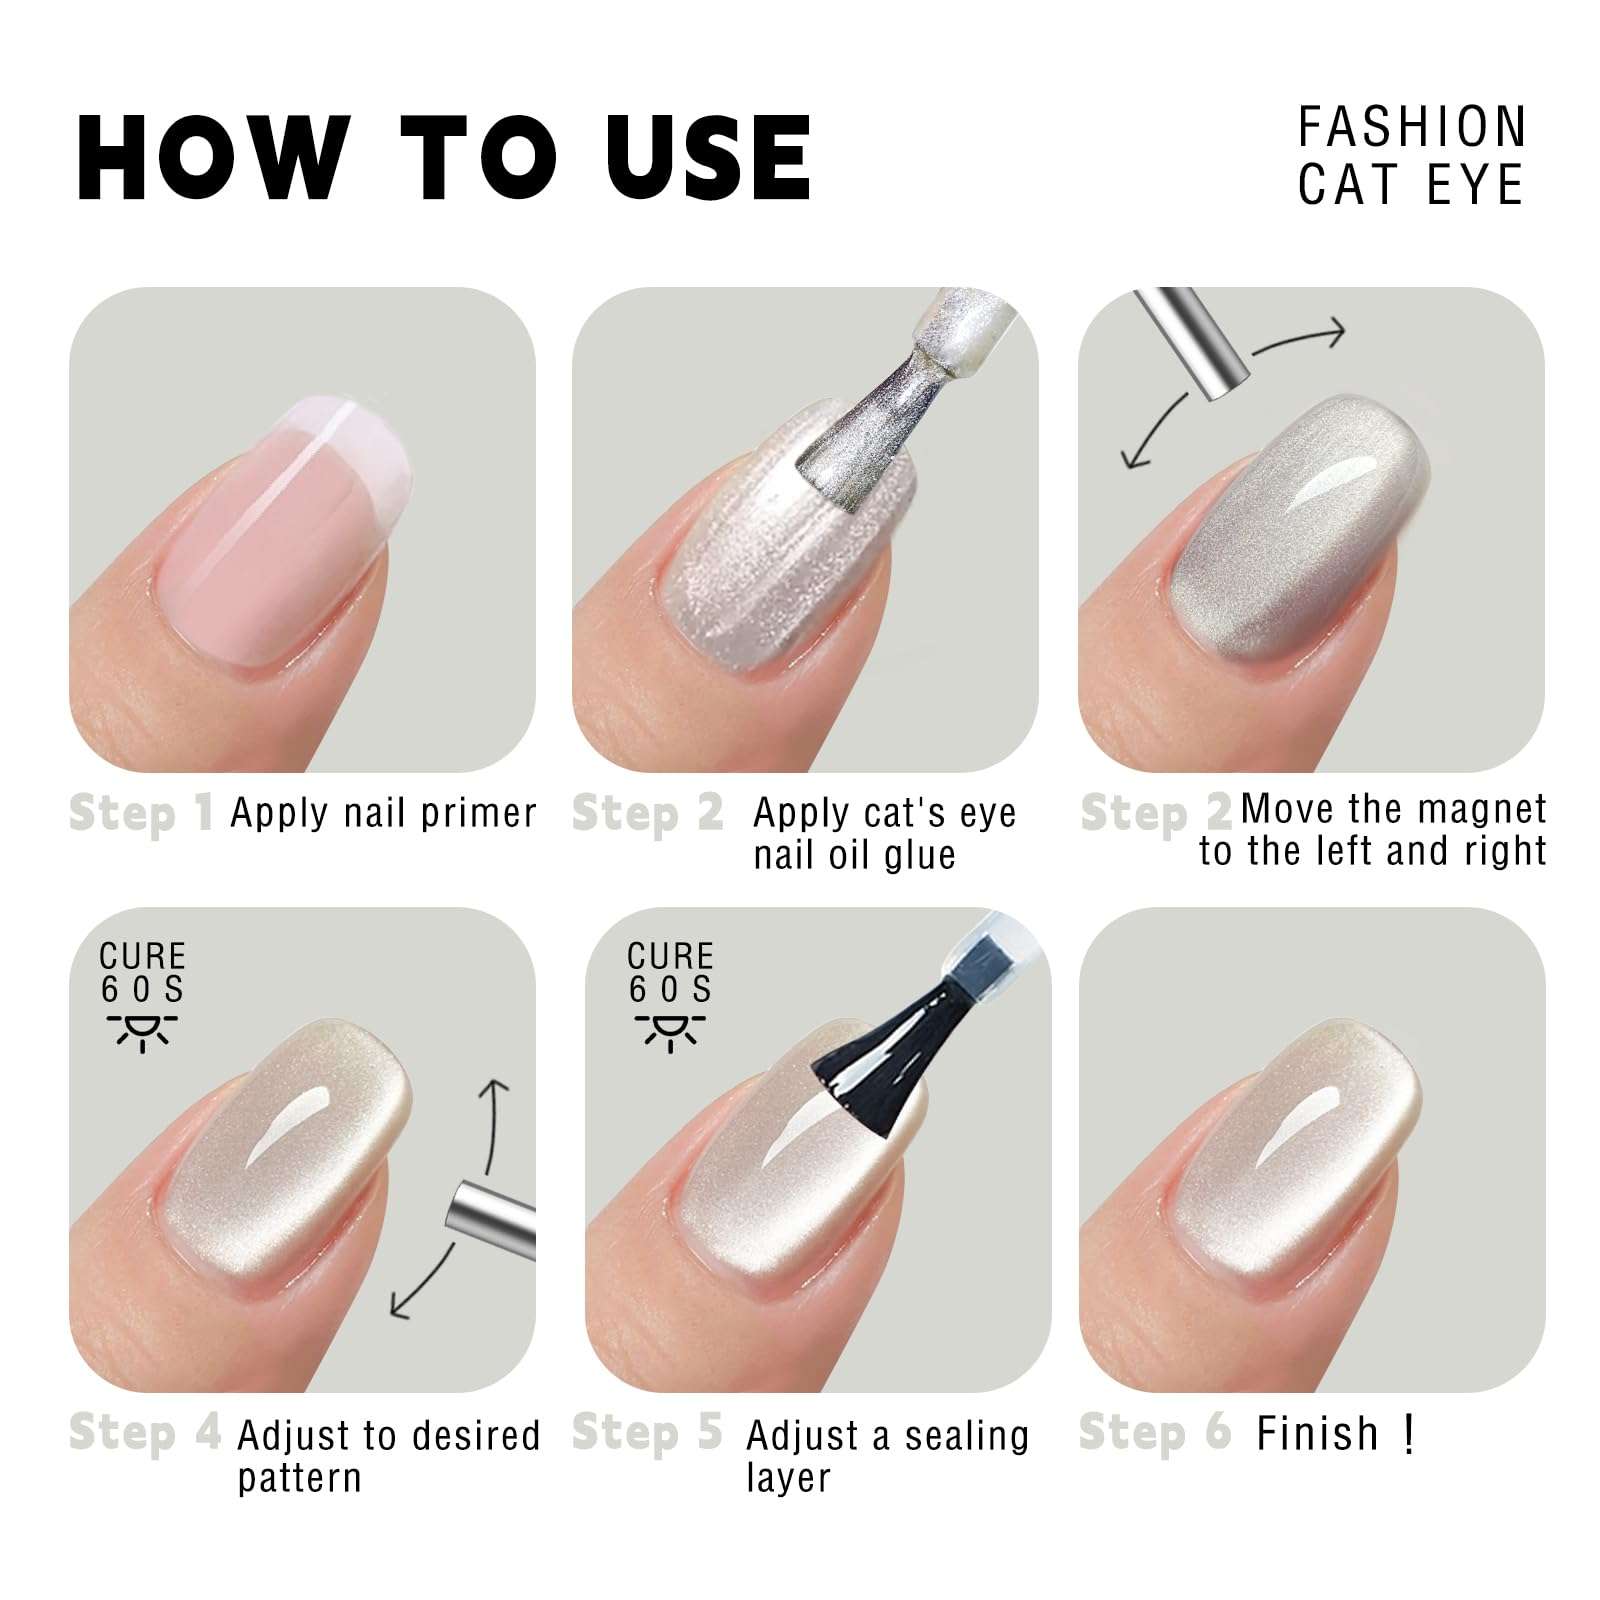 HOW TO USE
FASHION
CAT EYE
Step 1 Apply nail primer
Step 2 Apply cat's eye
nail oil glue
Step 2 Move the magnet
to the left and right
CURE
60S
CURE
60S
Step 4 Adjust to desired
pattern
Step 5 Adjust a sealing
layer
Step 6 Finish !